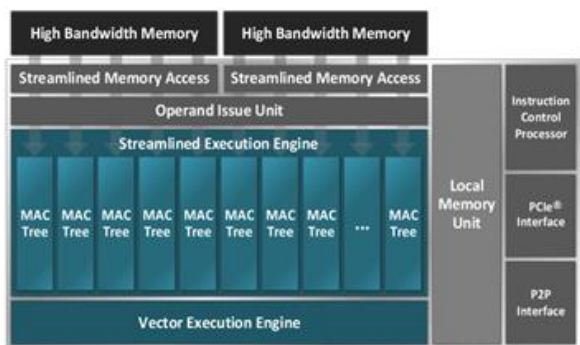 High Bandwidth Memory
High Bandwidth Memory
Streamlined Memory Access
Streamlined Memory Access
Operand Issue Unit
Streamlined Execution Engine
MAC
Tree
MAC
Tree
MAC
Tree
MAC
Tree
MAC
Tree
MAC
Tree
MAC
Tree
MAC
Tree
...
MAC
Tree
Vector Execution Engine
Local
Memory
Unit
Instruction
Control
Processor
PCIe®
Interface
P2P
Interface